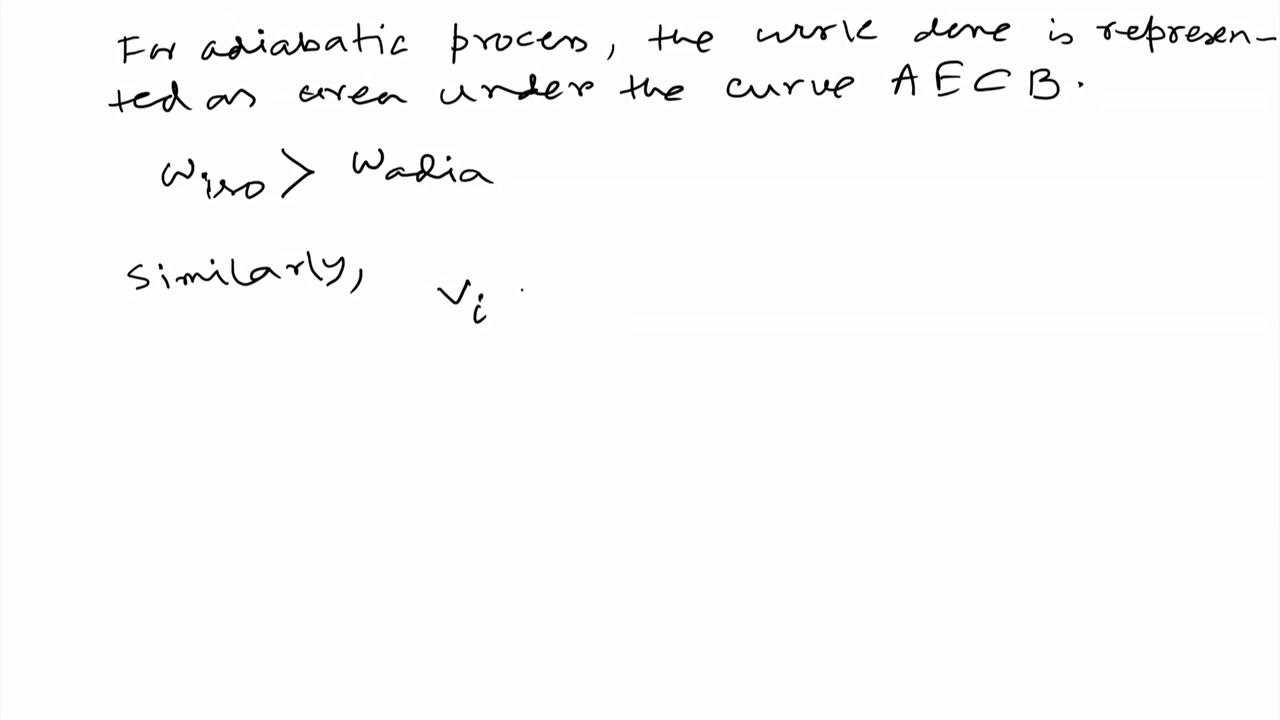 For adiabatic process, the work done is represen-
ted as area under the curve AECB.
Wiso > Wadia
Similarly, Vi